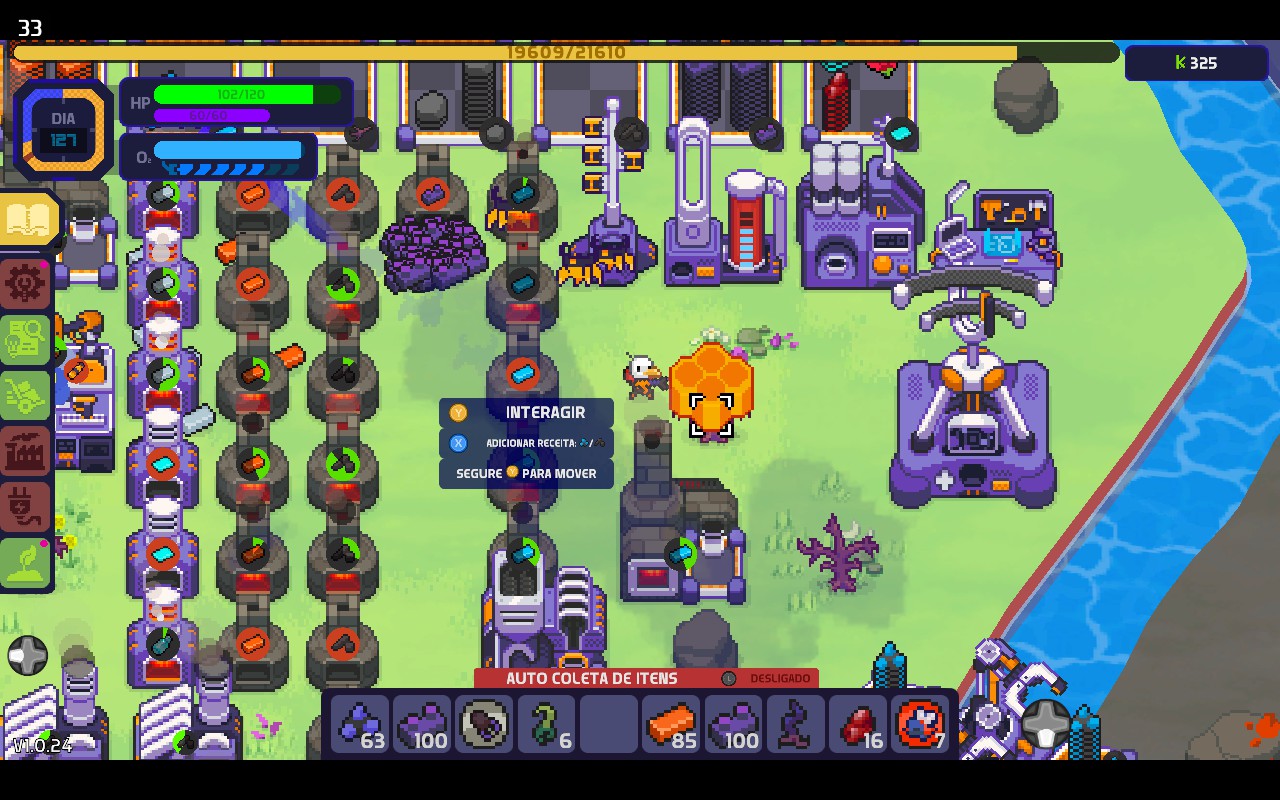 33
19609/21610
K 325
HP
102/120
60/60
DIA
127
O₂
Y INTERAGIR
X ADICIONAR RECEITA: /
SEGURE Y PARA MOVER
AUTO COLETA DE ITENS L DESLIGADO
63
100
6
85
100
16
7
V1.0.24